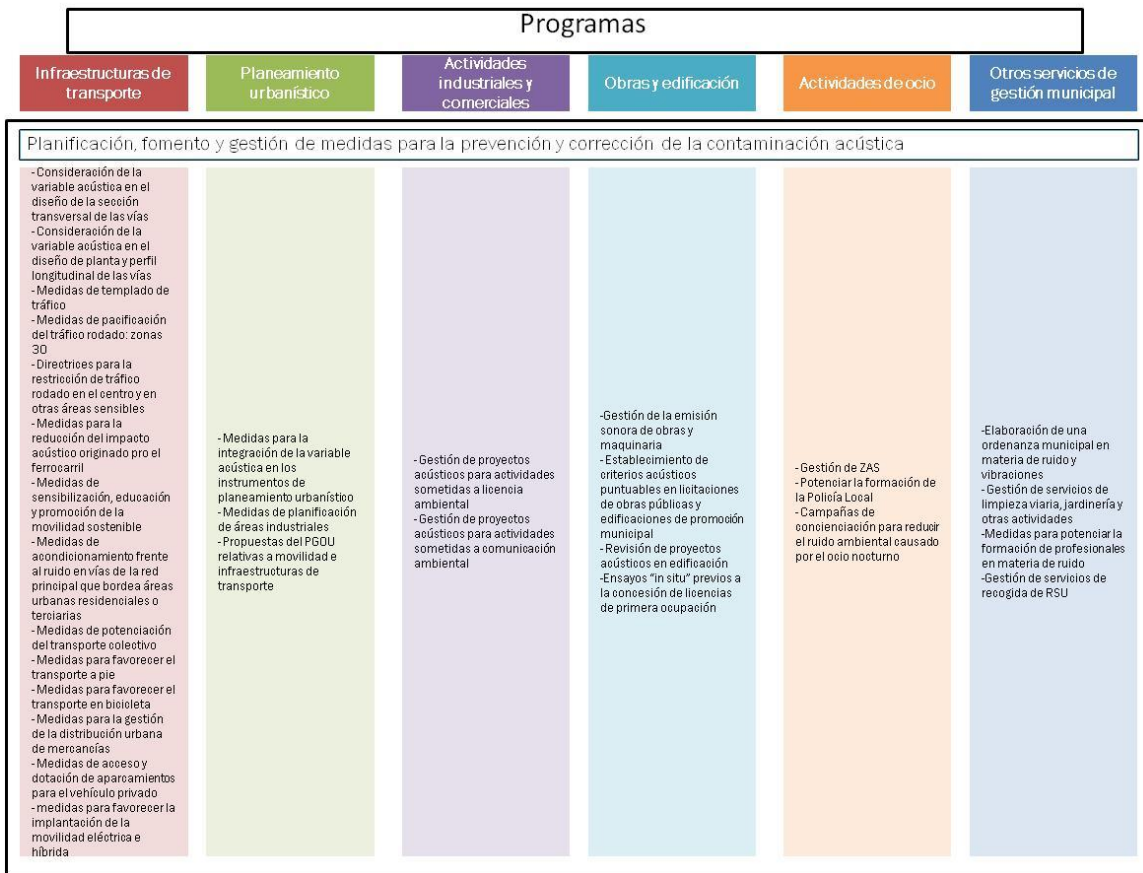 Programas
Infraestructuras de
transporte
Planeamiento
urbanístico
Actividades
industriales y
comerciales
Obras y edificación
Actividades de ocio
Otros servicios de
gestión municipal
Planificación, fomento y gestión de medidas para la prevención y corrección de la contaminación acústica
-Consideración de la
variable acústica en el
diseño de la sección
transversal de las vías
-Consideración de la
variable acústica en el
diseño de planta y perfil
longitudinal de las vías
-Medidas de templado de
tráfico
-Medidas de pacificación
del tráfico rodado: zonas
30
-Directrices para la
restricción de tráfico
rodado en el centro y en
otras áreas sensibles
-Medidas para la
reducción del impacto
acústico originado pro el
ferrocarril
-Medidas de
sensibilización, educación
y promoción de la
movilidad sostenible
-Medidas de
acondicionamiento frente
al ruido en vías de la red
principal que bordea áreas
urbanas residenciales o
terciarias
-Medidas de potenciación
del transporte colectivo
-Medidas para favorecer el
transporte a pie
-Medidas para favorecer el
transporte en bicicleta
-Medidas para la gestión
de la distribución urbana
de mercancías
-Medidas de acceso y
dotación de aparcamientos
para el vehículo privado
-medidas para favorecer la
implantación de la
movilidad eléctrica e
híbrida
-Medidas para la
integración de la variable
acústica en los
instrumentos de
planeamiento urbanístico
-Medidas de planificación
de áreas industriales
-Propuestas del PGOU
relativas a movilidad e
infraestructuras de
transporte
-Gestión de proyectos
acústicos para actividades
sometidas a licencia
ambiental
-Gestión de proyectos
acústicos para actividades
sometidas a comunicación
ambiental
-Gestión de la emisión
sonora de obras y
maquinaria
-Establecimiento de
criterios acústicos
puntuables en licitaciones
de obras públicas y
edificaciones de promoción
municipal
-Revisión de proyectos
acústicos en edificación
-Ensayos "in situ" previos a
la concesión de licencias
de primera ocupación
-Gestión de ZAS
-Potenciar la formación de
la Policía Local
-Campañas de
concienciación para reducir
el ruido ambiental causado
por el ocio nocturno
-Elaboración de una
ordenanza municipal en
materia de ruido y
vibraciones
-Gestión de servicios de
limpieza viaria, jardinería y
otras actividades
-Medidas para potenciar la
formación de profesionales
en materia de ruido
-Gestión de servicios de
recogida de RSU